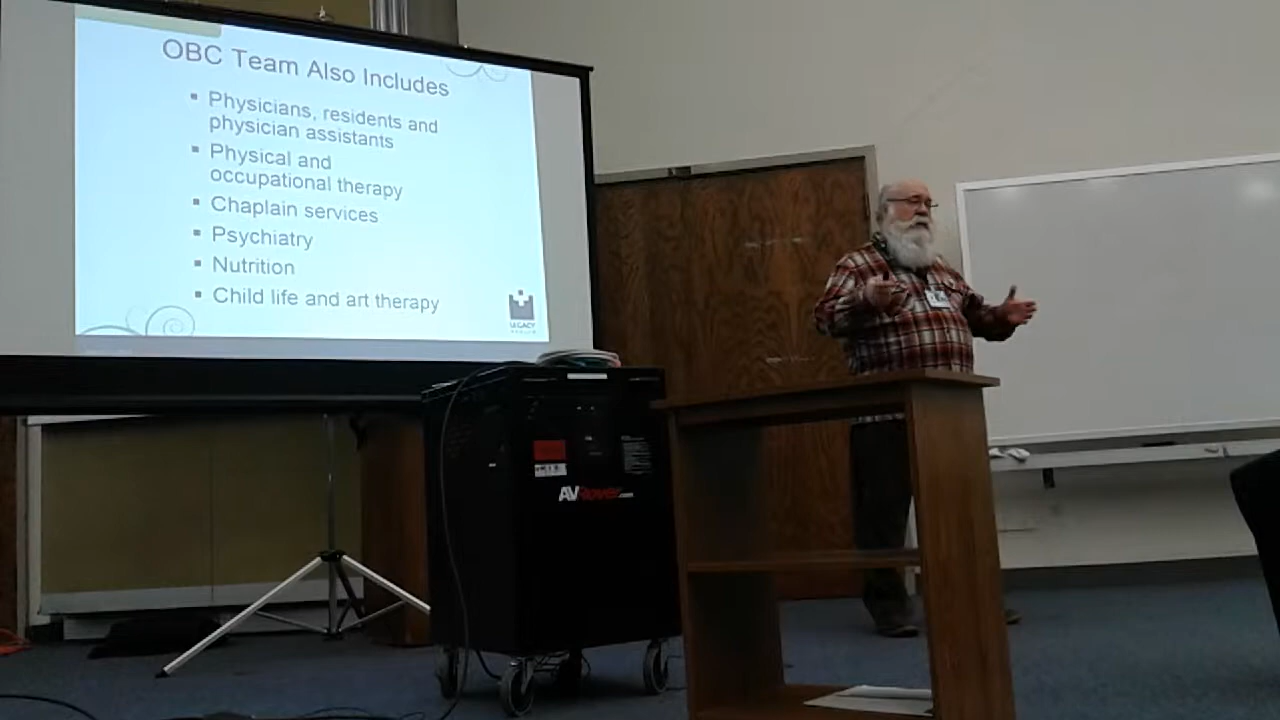 OBC Team Also Includes
▪ Physicians, residents and
physician assistants
▪ Physical and
occupational therapy
▪ Chaplain services
▪ Psychiatry
▪ Nutrition
▪ Child life and art therapy
LEGACY
AVRover.com